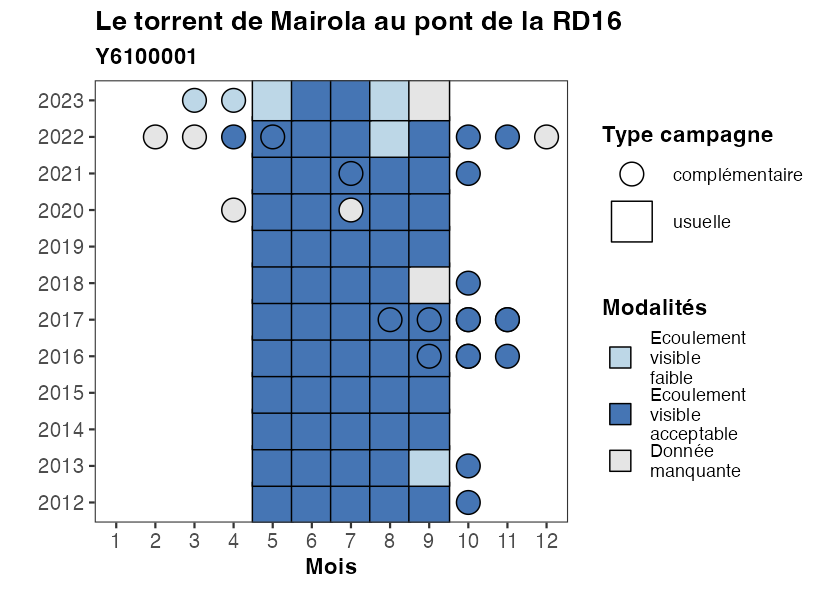 Le torrent de Mairola au pont de la RD16
Y6100001
2023
2022
2021
2020
2019
2018
2017
2016
2015
2014
2013
2012
1 2 3 4 5 6 7 8 9 10 11 12
Mois
Type campagne
complémentaire
usuelle
Modalités
Ecoulement
visible
faible
Ecoulement
visible
acceptable
Donnée
manquante